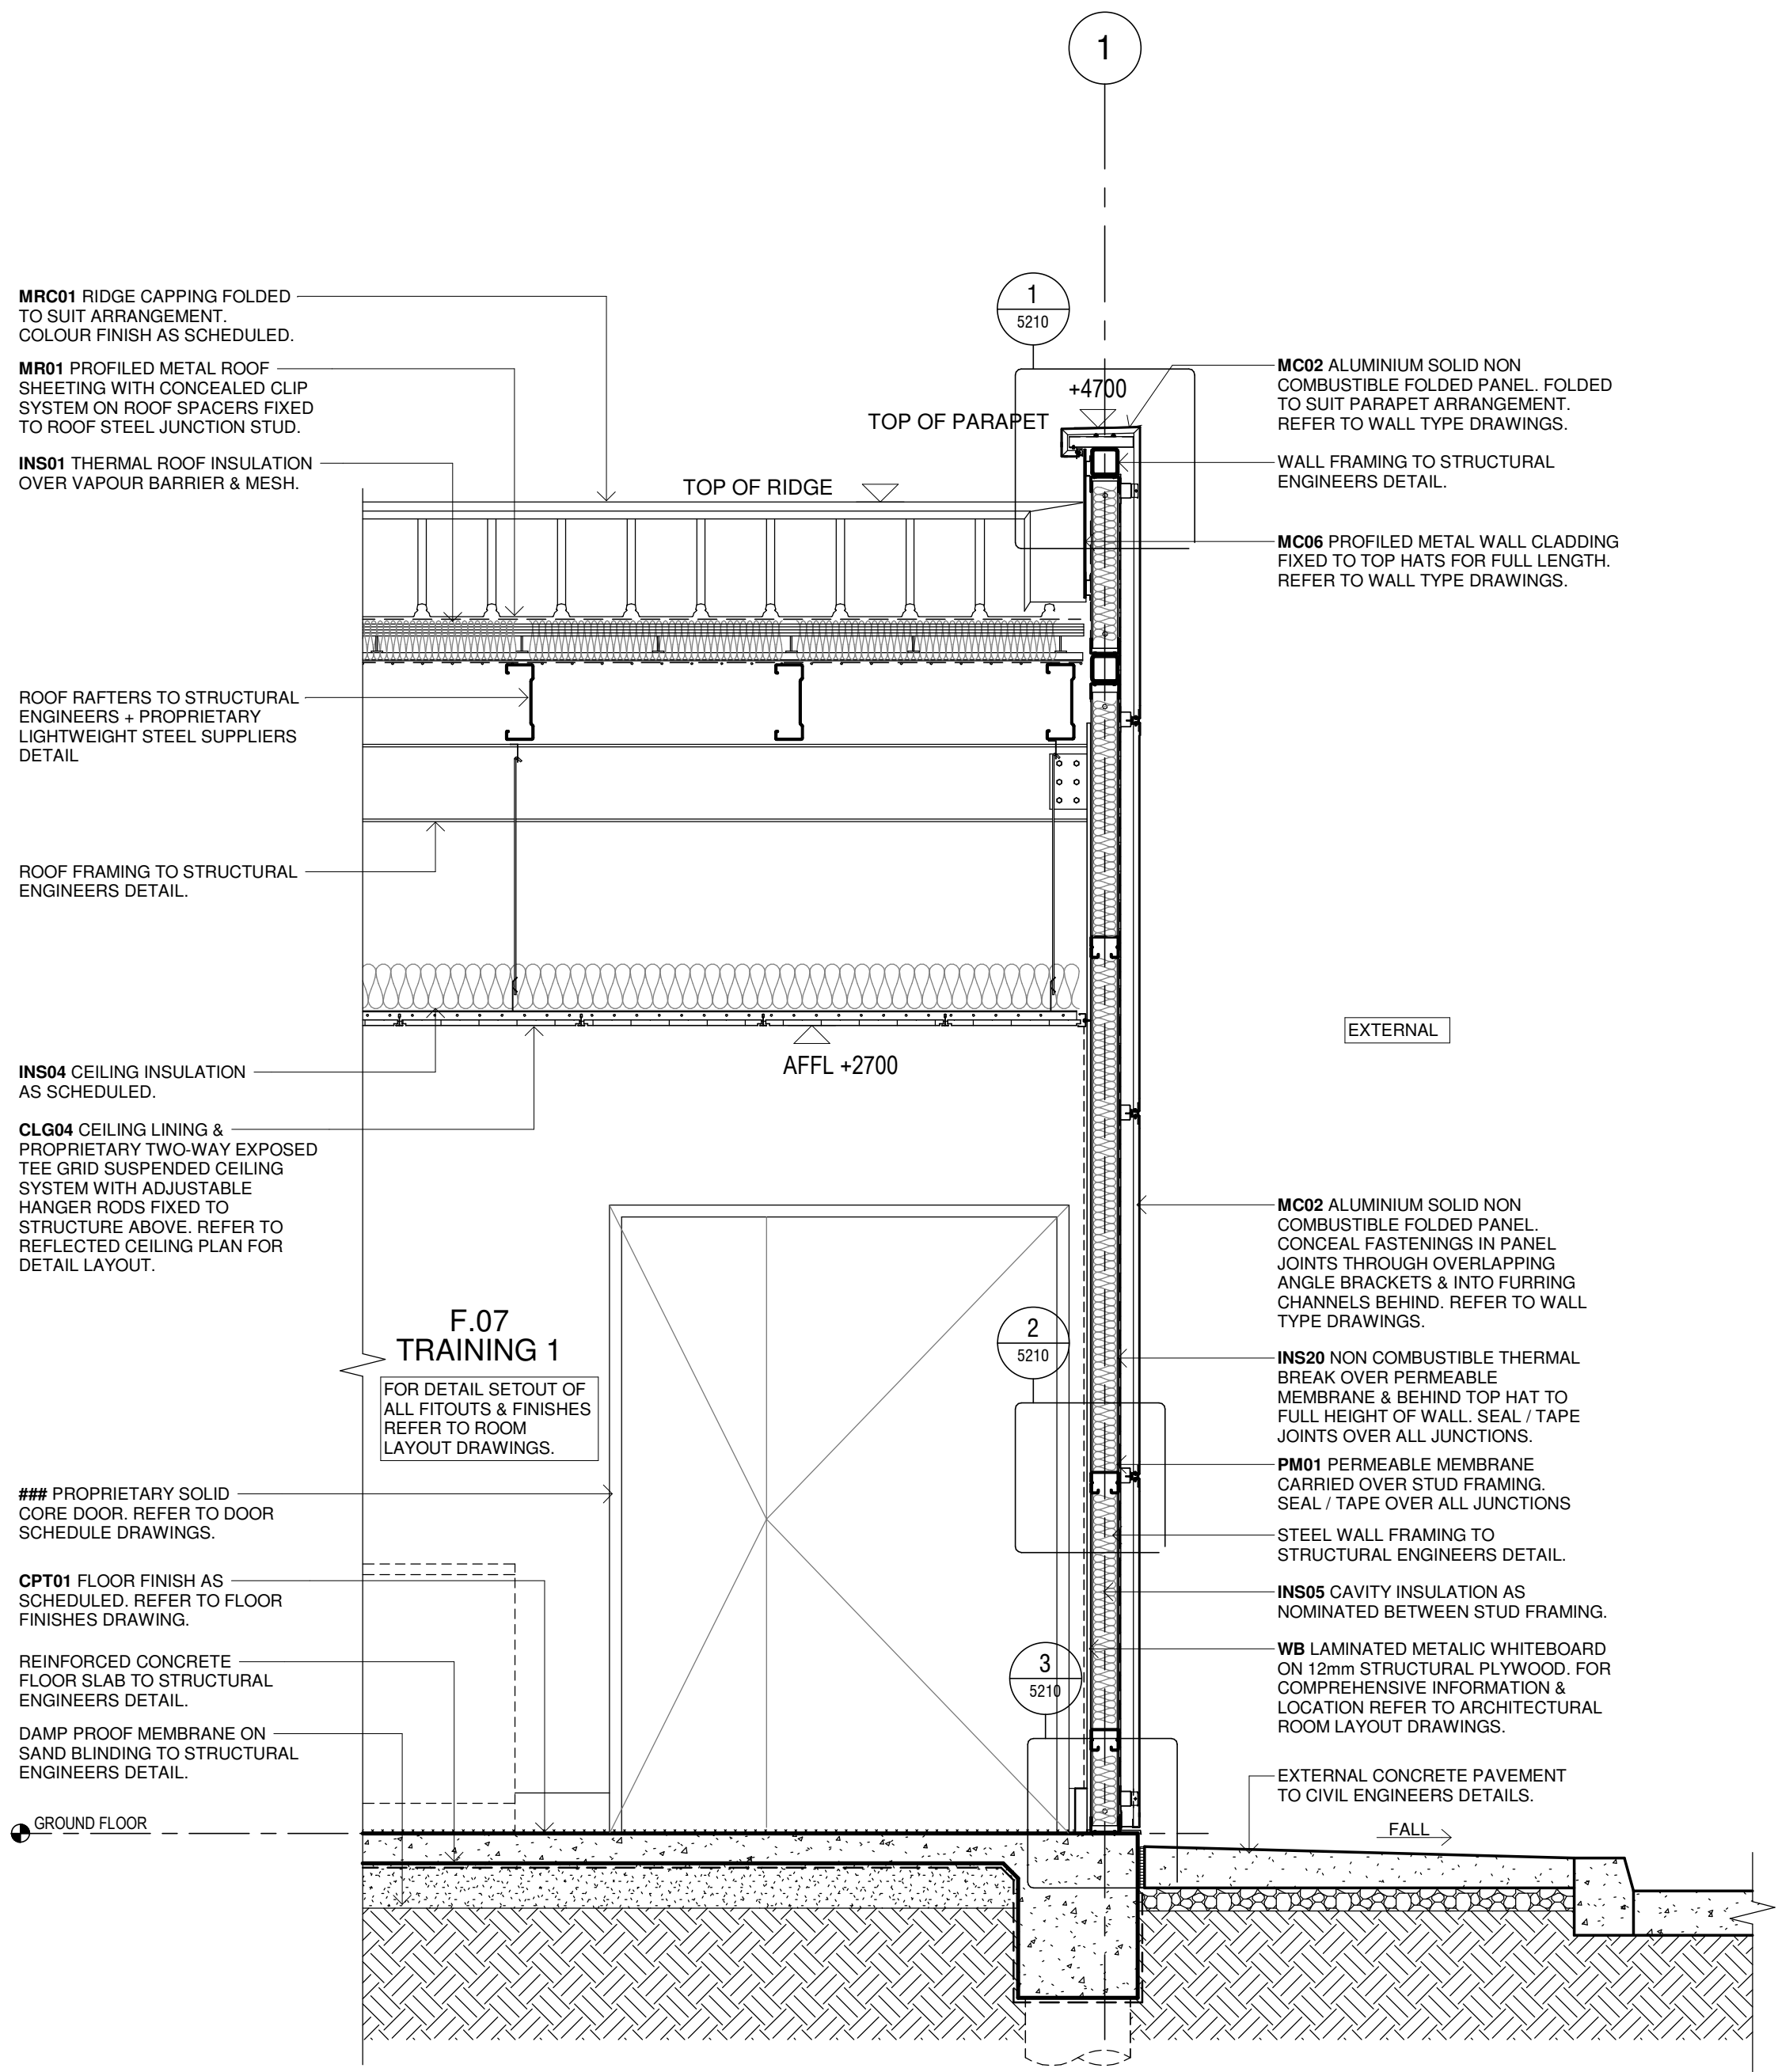 1
MRC01 RIDGE CAPPING FOLDED
TO SUIT ARRANGEMENT.
COLOUR FINISH AS SCHEDULED.
MR01 PROFILED METAL ROOF
SHEETING WITH CONCEALED CLIP
SYSTEM ON ROOF SPACERS FIXED
TO ROOF STEEL JUNCTION STUD.
INS01 THERMAL ROOF INSULATION
OVER VAPOUR BARRIER & MESH.
ROOF RAFTERS TO STRUCTURAL
ENGINEERS + PROPRIETARY
LIGHTWEIGHT STEEL SUPPLIERS
DETAIL
ROOF FRAMING TO STRUCTURAL
ENGINEERS DETAIL.
INS04 CEILING INSULATION
AS SCHEDULED.
CLG04 CEILING LINING &
PROPRIETARY TWO-WAY EXPOSED
TEE GRID SUSPENDED CEILING
SYSTEM WITH ADJUSTABLE
HANGER RODS FIXED TO
STRUCTURE ABOVE. REFER TO
REFLECTED CEILING PLAN FOR
DETAIL LAYOUT.
### PROPRIETARY SOLID
CORE DOOR. REFER TO DOOR
SCHEDULE DRAWINGS.
CPT01 FLOOR FINISH AS
SCHEDULED. REFER TO FLOOR
FINISHES DRAWING.
REINFORCED CONCRETE
FLOOR SLAB TO STRUCTURAL
ENGINEERS DETAIL.
DAMP PROOF MEMBRANE ON
SAND BLINDING TO STRUCTURAL
ENGINEERS DETAIL.
GROUND FLOOR
1
5210
+4700
TOP OF PARAPET
TOP OF RIDGE
AFFL +2700
F.07
TRAINING 1
FOR DETAIL SETOUT OF
ALL FITOUTS & FINISHES
REFER TO ROOM
LAYOUT DRAWINGS.
2
5210
3
5210
MC02 ALUMINIUM SOLID NON
COMBUSTIBLE FOLDED PANEL. FOLDED
TO SUIT PARAPET ARRANGEMENT.
REFER TO WALL TYPE DRAWINGS.
WALL FRAMING TO STRUCTURAL
ENGINEERS DETAIL.
MC06 PROFILED METAL WALL CLADDING
FIXED TO TOP HATS FOR FULL LENGTH.
REFER TO WALL TYPE DRAWINGS.
EXTERNAL
MC02 ALUMINIUM SOLID NON
COMBUSTIBLE FOLDED PANEL.
CONCEAL FASTENINGS IN PANEL
JOINTS THROUGH OVERLAPPING
ANGLE BRACKETS & INTO FURRING
CHANNELS BEHIND. REFER TO WALL
TYPE DRAWINGS.
INS20 NON COMBUSTIBLE THERMAL
BREAK OVER PERMEABLE
MEMBRANE & BEHIND TOP HAT TO
FULL HEIGHT OF WALL. SEAL / TAPE
JOINTS OVER ALL JUNCTIONS.
PM01 PERMEABLE MEMBRANE
CARRIED OVER STUD FRAMING.
SEAL / TAPE OVER ALL JUNCTIONS
STEEL WALL FRAMING TO
STRUCTURAL ENGINEERS DETAIL.
INS05 CAVITY INSULATION AS
NOMINATED BETWEEN STUD FRAMING.
WB LAMINATED METALIC WHITEBOARD
ON 12mm STRUCTURAL PLYWOOD. FOR
COMPREHENSIVE INFORMATION &
LOCATION REFER TO ARCHITECTURAL
ROOM LAYOUT DRAWINGS.
EXTERNAL CONCRETE PAVEMENT
TO CIVIL ENGINEERS DETAILS.
FALL